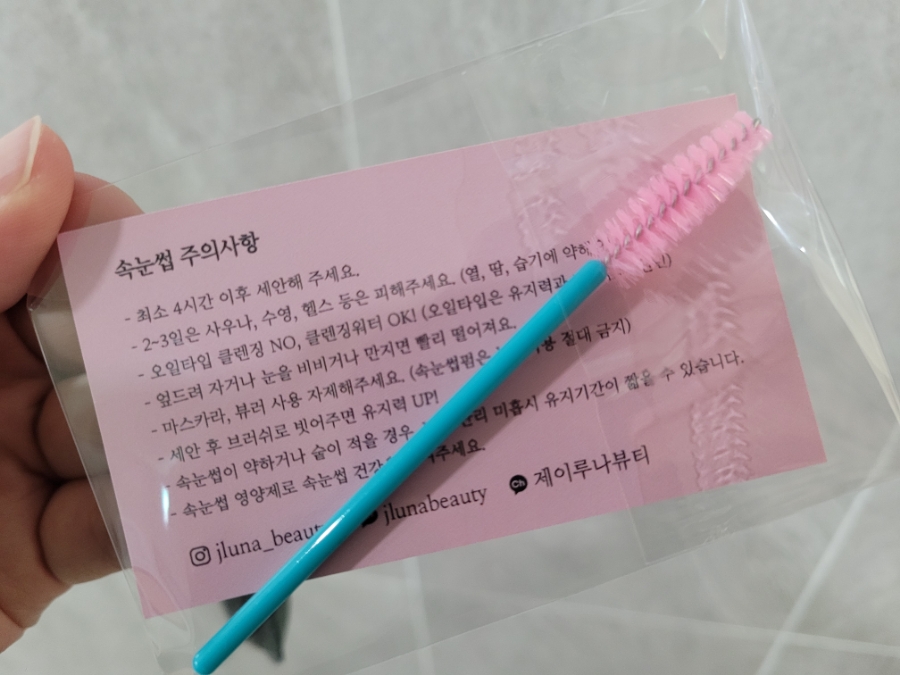 속눈썹 주의사항
- 최소 4시간 이후 세안해 주세요.
- 2~3일은 사우나, 수영, 헬스 등은 피해주세요. (열, 땀, 습기에 약해
- 오일타입 클렌징 NO, 클렌징워터 OK! (오일타입은 유지력과
- 엎드려 자거나 눈을 비비거나 만지면 빨리 떨어져요.
- 마스카라, 뷰러 사용 자제해주세요. (속눈썹펌은 절대 금지)
- 세안 후 브러쉬로 빗어주면 유지력 UP!
- 속눈썹이 약하거나 숱이 적을 경우 미흡시 유지기간이 짧을 수 있습니다.
- 속눈썹 영양제로 속눈썹 건강
jluna_beauty jlunabeauty Ch 제이루나뷰티